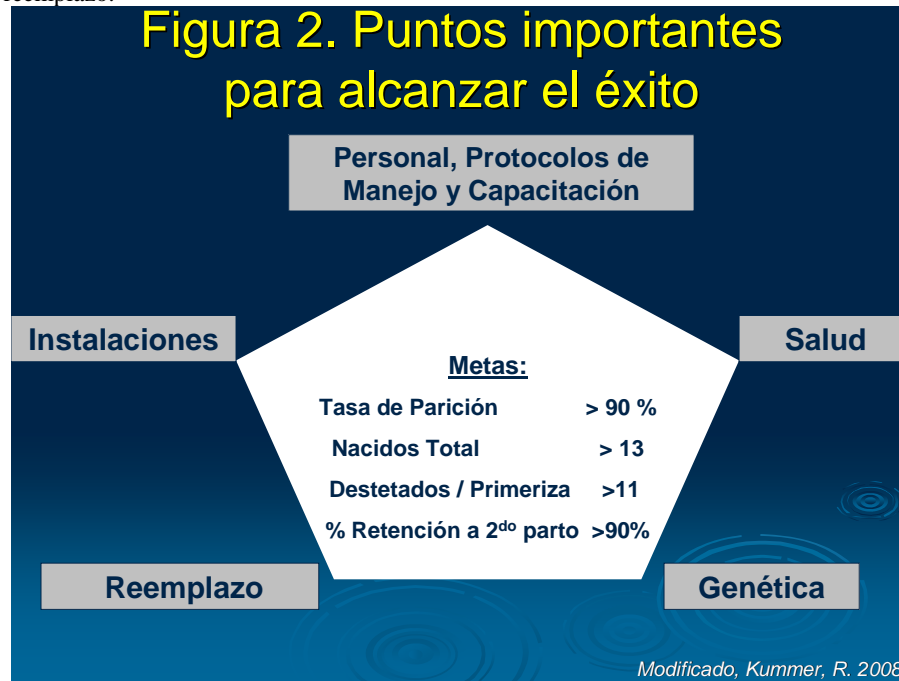 reemplazo.
Figura 2. Puntos importantes
para alcanzar el éxito
Personal, Protocolos de
Manejo y Capacitación
Instalaciones
Salud
Metas:
Tasa de Parición > 90 %
Nacidos Total > 13
Destetados / Primeriza >11
% Retención a 2do parto >90%
Reemplazo
Genética
Modificado, Kummer, R. 2008